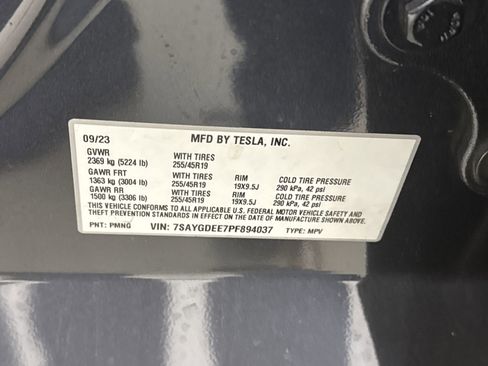 09/23 MFD BY TESLA, INC.
GVWR
2369 kg (5224 lb) WITH TIRES 255/45R19
GAWR FRT
1363 kg (3004 lb) WITH TIRES 255/45R19 RIM 19X9.5J COLD TIRE PRESSURE 290 kPa, 42 psi
GAWR RR
1500 kg (3306 lb) WITH TIRES 255/45R19 RIM 19X9.5J COLD TIRE PRESSURE 290 kPa, 42 psi
THIS VEHICLE CONFORMS TO ALL APPLICABLE U.S. FEDERAL MOTOR VEHICLE SAFETY AND
THEFT PREVENTION STANDARDS IN EFFECT ON THE DATE OF MANUFACTURE SHOWN ABOVE.
PNT: PMNG VIN: 7SAYGDEE7PF894037 TYPE: MPV